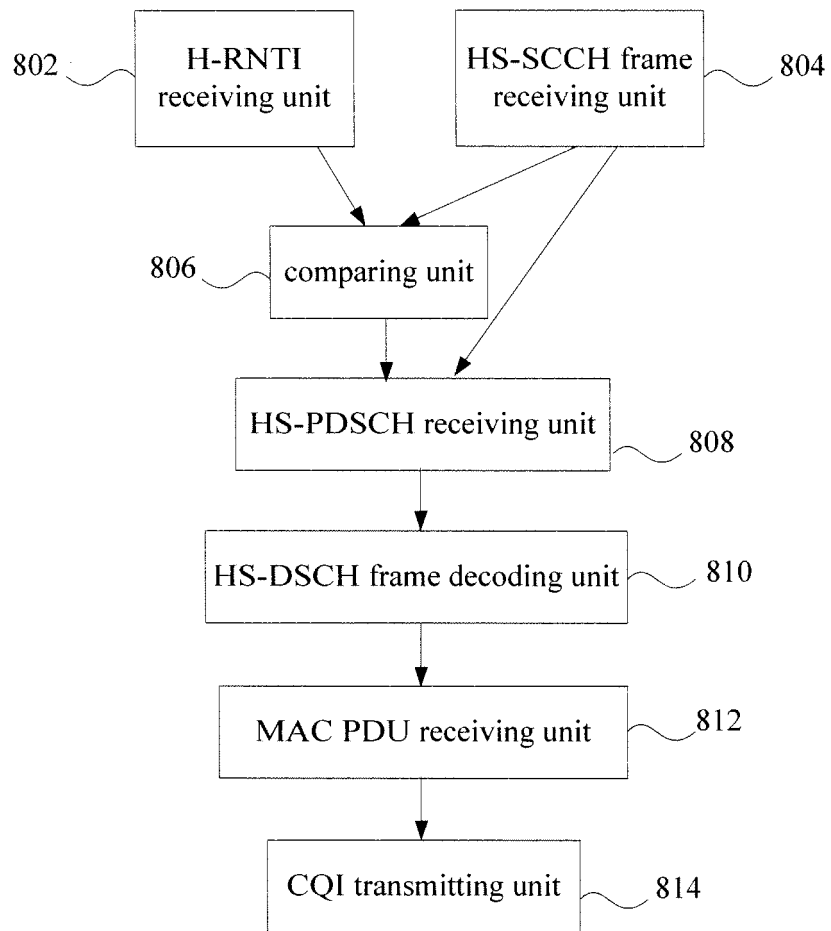 802
H-RNTI
receiving unit
HS-SCCH frame
receiving unit
804
806
comparing unit
HS-PDSCH receiving unit
808
HS-DSCH frame decoding unit
810
MAC PDU receiving unit
812
CQI transmitting unit
814